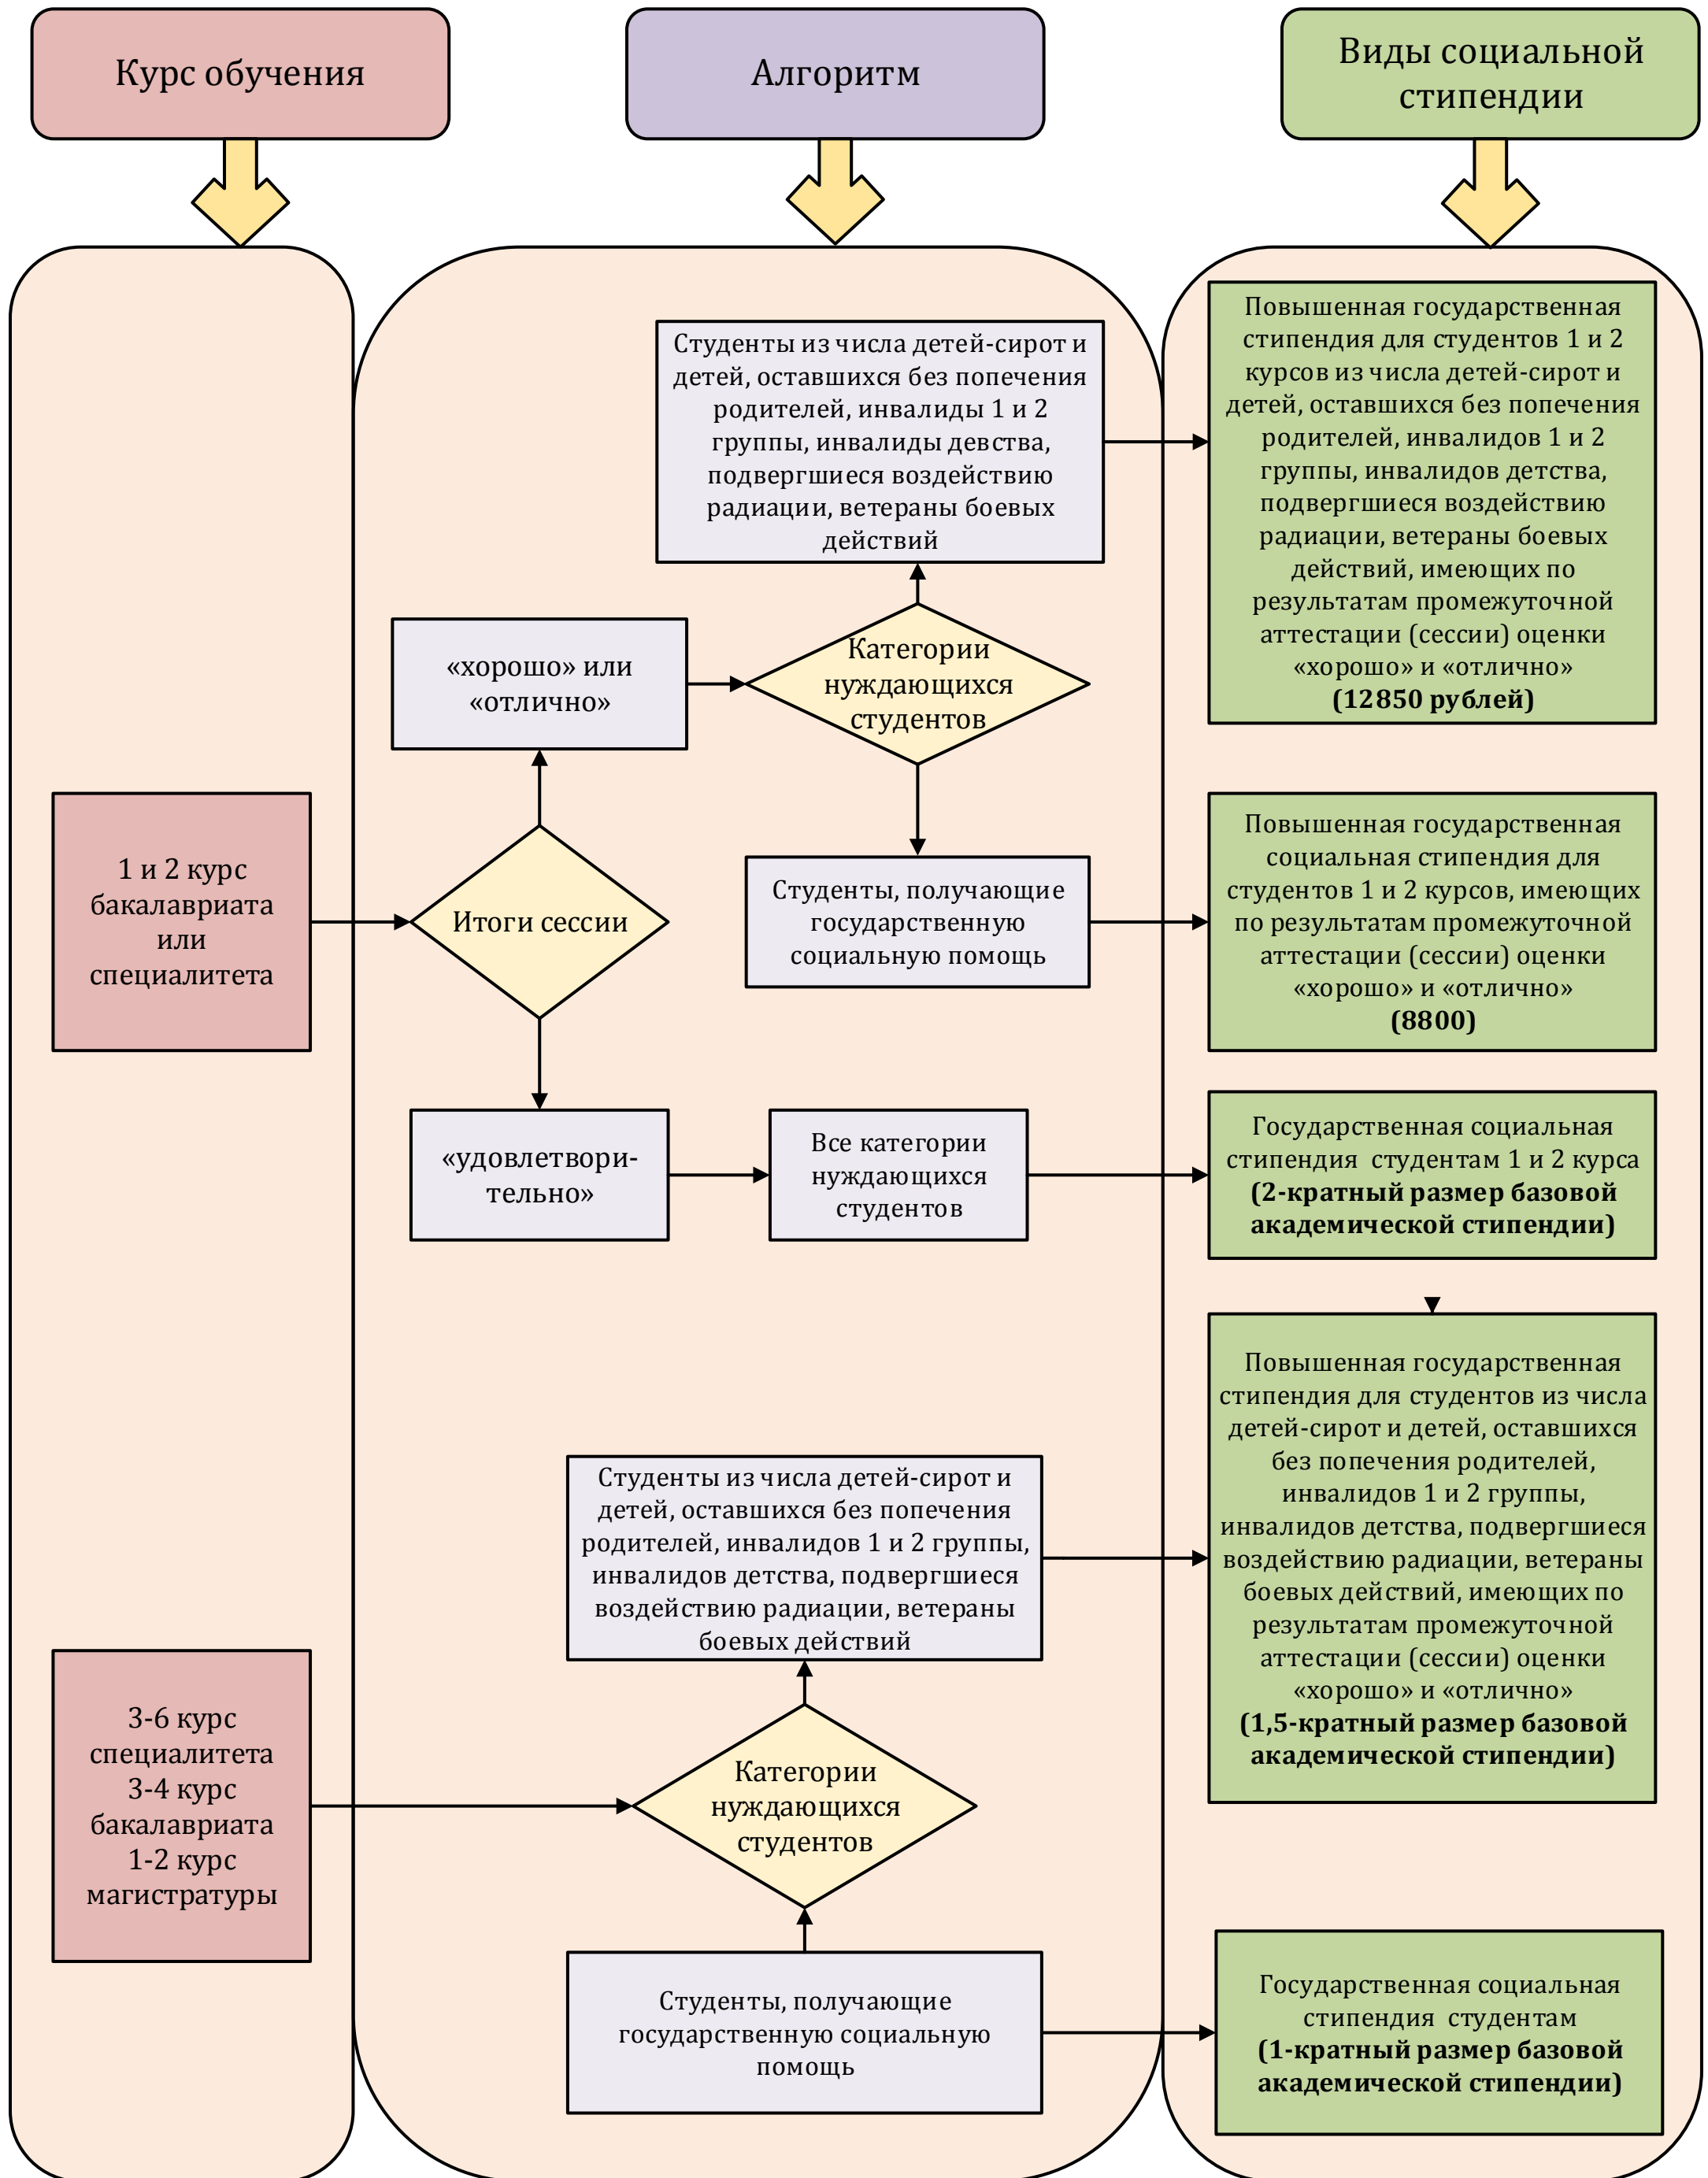 Курс обучения
Алгоритм
Виды социальной
стипендии
Студенты из числа детей-сирот и
детей, оставшихся без попечения
родителей, инвалиды 1 и 2
группы, инвалиды девства,
подвергшиеся воздействию
радиации, ветераны боевых
действий
Повышенная государственная
стипендия для студентов 1 и 2
курсов из числа детей-сирот и
детей, оставшихся без попечения
родителей, инвалидов 1 и 2
группы, инвалидов детства,
подвергшиеся воздействию
радиации, ветераны боевых
действий, имеющих по
результатам промежуточной
аттестации (сессии) оценки
«хорошо» и «отлично»
(12850 рублей)
«хорошо» или
«отлично»
Категории
нуждающихся
студентов
1 и 2 курс
бакалавриата
или
специалитета
Итоги сессии
Студенты, получающие
государственную
социальную помощь
Повышенная государственная
социальная стипендия для
студентов 1 и 2 курсов, имеющих
по результатам промежуточной
аттестации (сессии) оценки
«хорошо» и «отлично»
(8800)
«удовлетвори-
тельно»
Все категории
нуждающихся
студентов
Государственная социальная
стипендия студентам 1 и 2 курса
(2-кратный размер базовой
академической стипендии)
Студенты из числа детей-сирот и
детей, оставшихся без попечения
родителей, инвалидов 1 и 2 группы,
инвалидов детства, подвергшиеся
воздействию радиации, ветераны
боевых действий
Повышенная государственная
стипендия для студентов из числа
детей-сирот и детей, оставшихся
без попечения родителей,
инвалидов 1 и 2 группы,
инвалидов детства, подвергшиеся
воздействию радиации, ветераны
боевых действий, имеющих по
результатам промежуточной
аттестации (сессии) оценки
«хорошо» и «отлично»
(1,5-кратный размер базовой
академической стипендии)
3-6 курс
специалитета
3-4 курс
бакалавриата
1-2 курс
магистратуры
Категории
нуждающихся
студентов
Студенты, получающие
государственную социальную
помощь
Государственная социальная
стипендия студентам
(1-кратный размер базовой
академической стипендии)